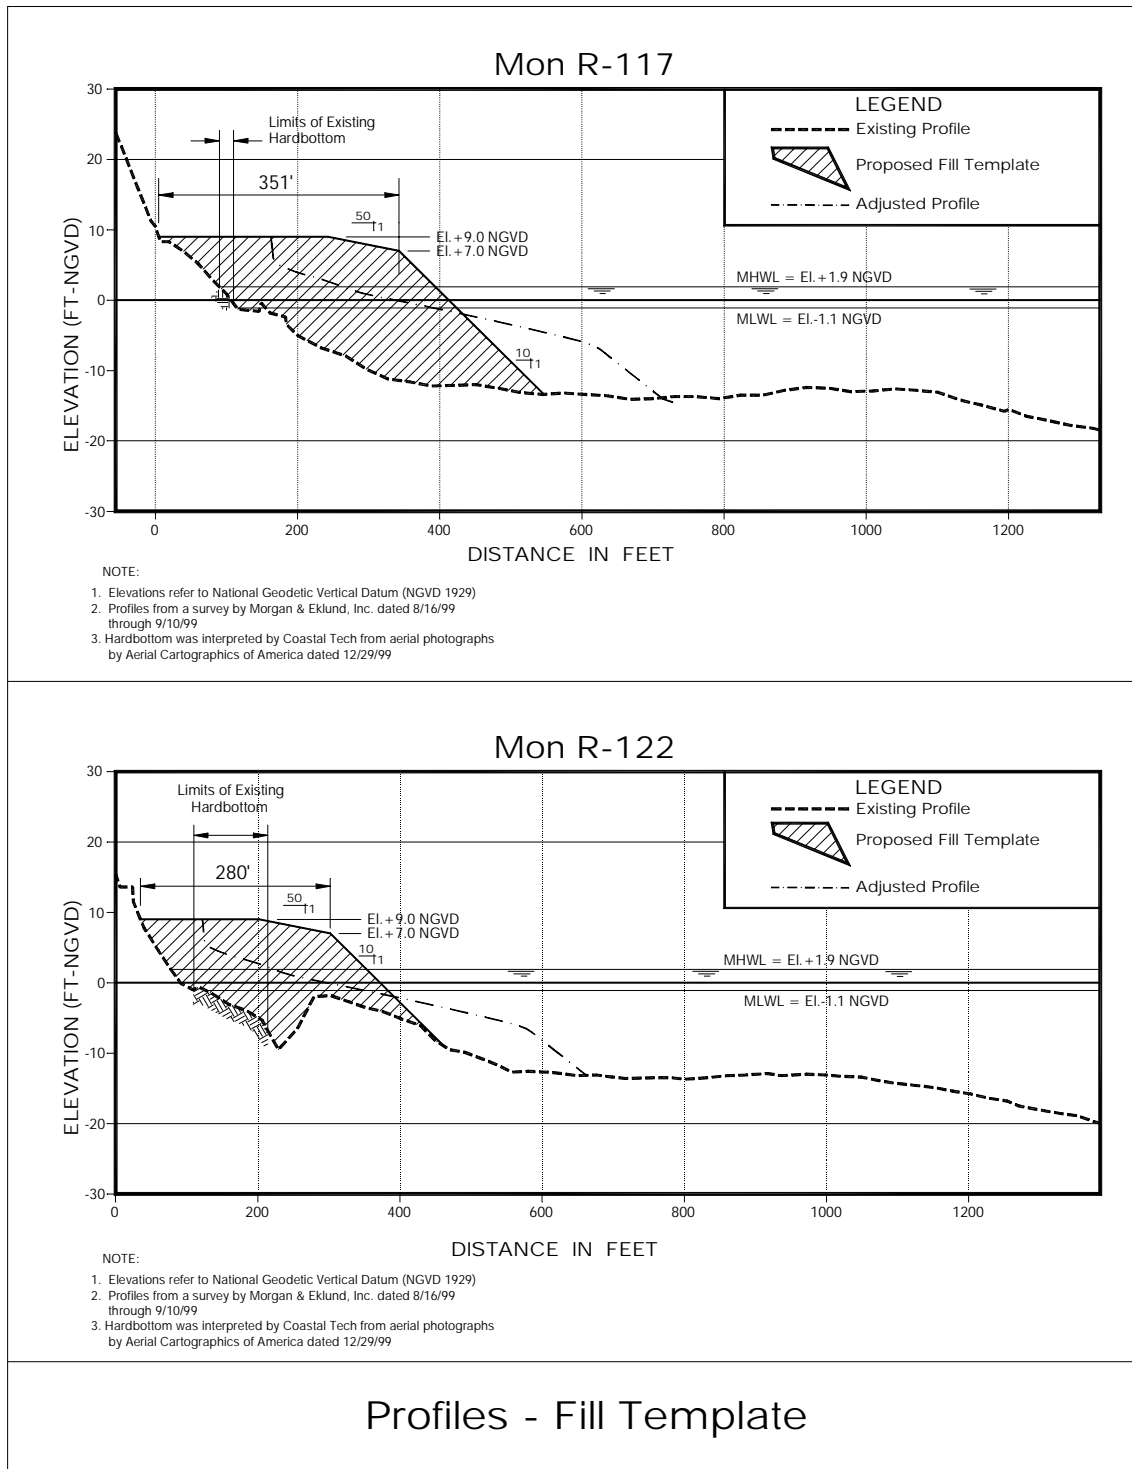 Mon R-117
30
20
10
0
-10
-20
-30
ELEVATION (FT-NGVD)
Limits of Existing
Hardbottom
351'
50
1
El.+9.0 NGVD
El.+7.0 NGVD
10
1
MHWL = El.+1.9 NGVD
MLWL = El.-1.1 NGVD
LEGEND
Existing Profile
Proposed Fill Template
Adjusted Profile
0 200 400 600 800 1000 1200
DISTANCE IN FEET
NOTE:
1. Elevations refer to National Geodetic Vertical Datum (NGVD 1929)
2. Profiles from a survey by Morgan & Eklund, Inc. dated 8/16/99
through 9/10/99
3. Hardbottom was interpreted by Coastal Tech from aerial photographs
by Aerial Cartographics of America dated 12/29/99
Mon R-122
30
20
10
0
-10
-20
-30
ELEVATION (FT-NGVD)
Limits of Existing
Hardbottom
280'
50
1
El.+9.0 NGVD
El.+7.0 NGVD
10
1
MHWL = El.+1.9 NGVD
MLWL = El.-1.1 NGVD
LEGEND
Existing Profile
Proposed Fill Template
Adjusted Profile
0 200 400 600 800 1000 1200
DISTANCE IN FEET
NOTE:
1. Elevations refer to National Geodetic Vertical Datum (NGVD 1929)
2. Profiles from a survey by Morgan & Eklund, Inc. dated 8/16/99
through 9/10/99
3. Hardbottom was interpreted by Coastal Tech from aerial photographs
by Aerial Cartographics of America dated 12/29/99
Profiles - Fill Template